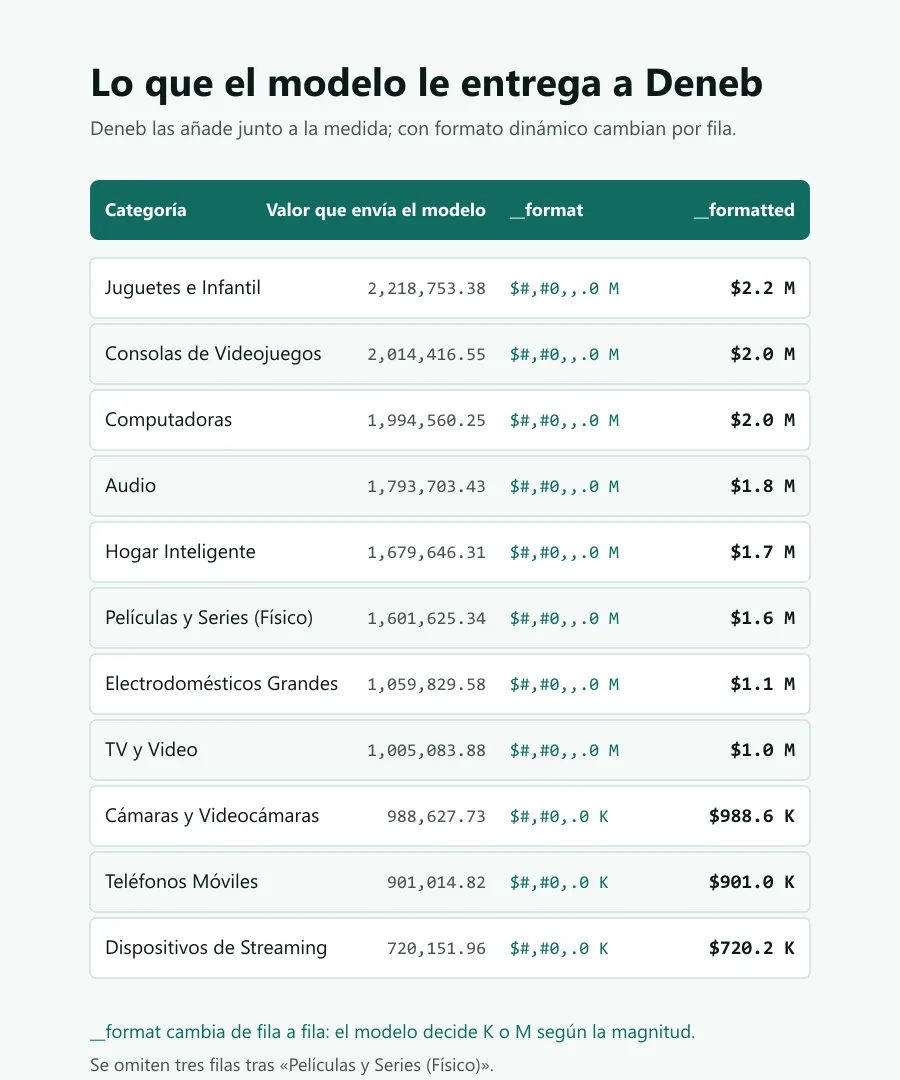 Lo que el modelo le entrega a Deneb
Deneb las añade junto a la medida; con formato dinámico cambian por fila.
Categoría Valor que envía el modelo __format __formatted
Juguetes e Infantil 2,218,753.38 $#,#0,,.0 M $2.2 M
Consolas de Videojuegos 2,014,416.55 $#,#0,,.0 M $2.0 M
Computadoras 1,994,560.25 $#,#0,,.0 M $2.0 M
Audio 1,793,703.43 $#,#0,,.0 M $1.8 M
Hogar Inteligente 1,679,646.31 $#,#0,,.0 M $1.7 M
Películas y Series (Físico) 1,601,625.34 $#,#0,,.0 M $1.6 M
Electrodomésticos Grandes 1,059,829.58 $#,#0,,.0 M $1.1 M
TV y Video 1,005,083.88 $#,#0,,.0 M $1.0 M
Cámaras y Videocámaras 988,627.73 $#,#0,.0 K $988.6 K
Teléfonos Móviles 901,014.82 $#,#0,.0 K $901.0 K
Dispositivos de Streaming 720,151.96 $#,#0,.0 K $720.2 K
__format cambia de fila a fila: el modelo decide K o M según la magnitud.
Se omiten tres filas tras «Películas y Series (Físico)».